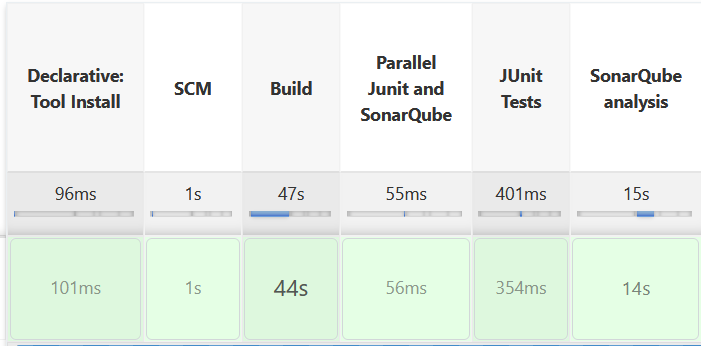 Declarative:
Tool Install
SCM
Build
Parallel
Junit and
SonarQube
JUnit
Tests
SonarQube
analysis
96ms
1s
47s
55ms
401ms
15s
101ms
1s
44s
56ms
354ms
14s